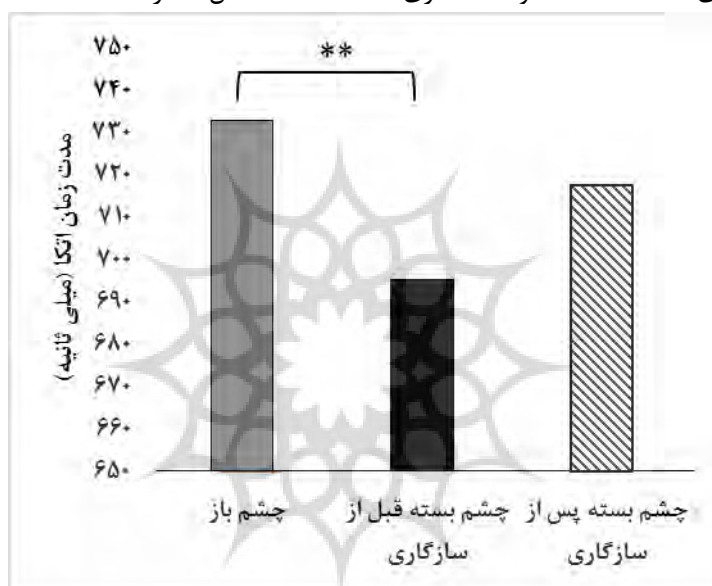 ۷۵۰
۷۴۰
۷۳۰
۷۲۰
۷۱۰
۷۰۰
۶۹۰
۶۸۰
۶۷۰
۶۶۰
۶۵۰
مدت زمان اتکا (میلی ثانیه)
**
چشم باز
چشم بسته قبل از
سازگاری
چشم بسته پس از
سازگاری